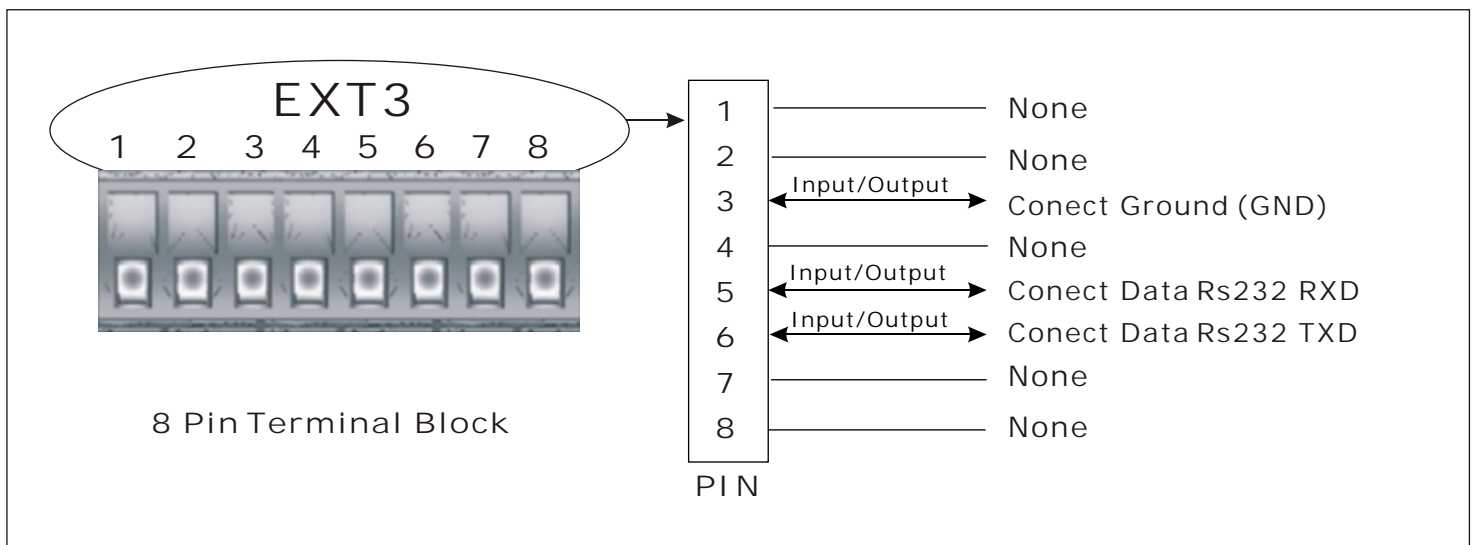 EXT3
1 2 3 4 5 6 7 8
8 Pin Terminal Block
1 None
2 None
3 Input/Output Conect Ground (GND)
4 None
5 Input/Output Conect Data Rs232 RXD
6 Input/Output Conect Data Rs232 TXD
7 None
8 None
PIN